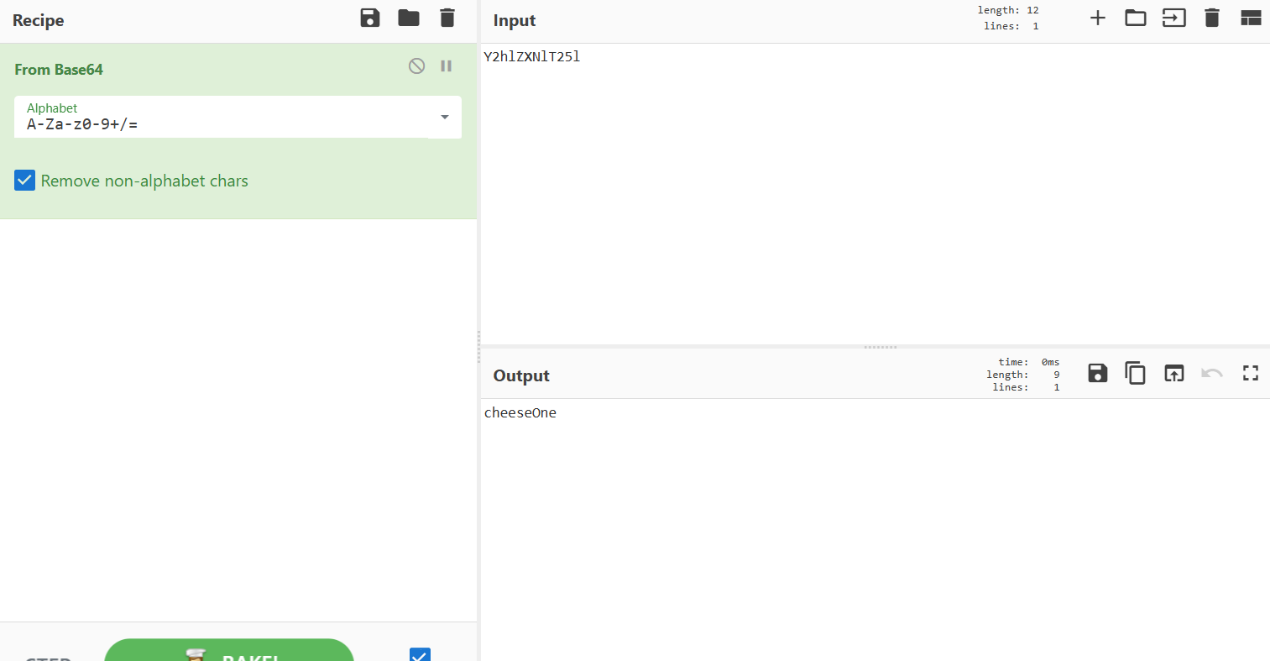 Recipe
From Base64
Alphabet
A-Za-z0-9+/=
Remove non-alphabet chars
STEP
BAKE!
Input
length: 12
lines: 1
Y2hlZXNlT25l
Output
time: 0ms
length: 9
lines: 1
cheeseOne